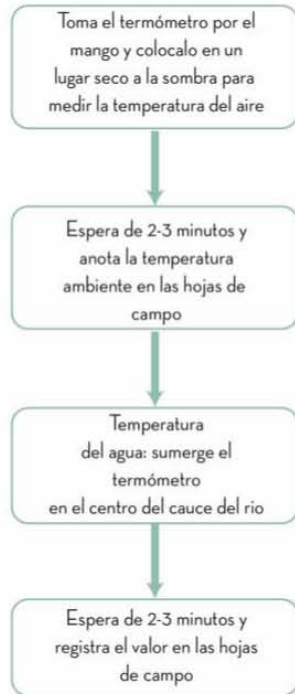 Toma el termómetro por el
mango y colocalo en un
lugar seco a la sombra para
medir la temperatura del aire
Espera de 2-3 minutos y
anota la temperatura
ambiente en las hojas de
campo
Temperatura
del agua: sumerge el
termómetro
en el centro del cauce del rio
Espera de 2-3 minutos y
registra el valor en las hojas
de campo